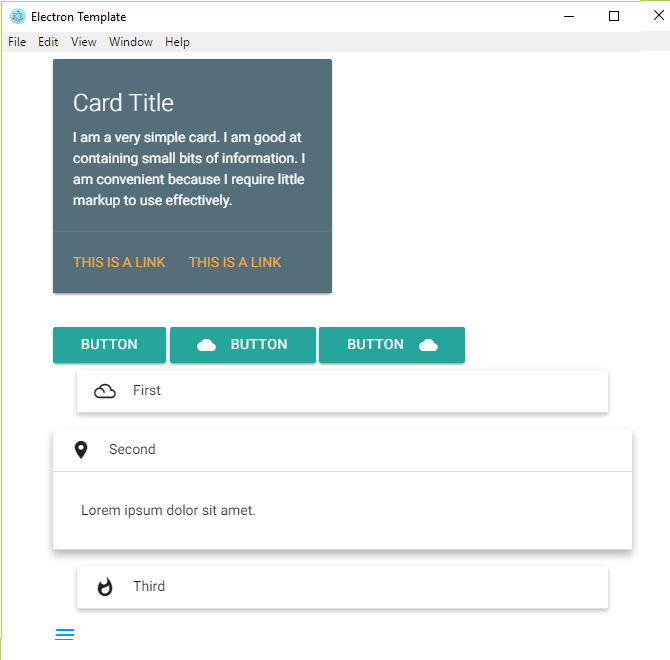 Electron Template
File Edit View Window Help
Card Title
I am a very simple card. I am good at
containing small bits of information. I
am convenient because I require little
markup to use effectively.
THIS IS A LINK THIS IS A LINK
BUTTON BUTTON BUTTON
First
Second
Lorem ipsum dolor sit amet.
Third